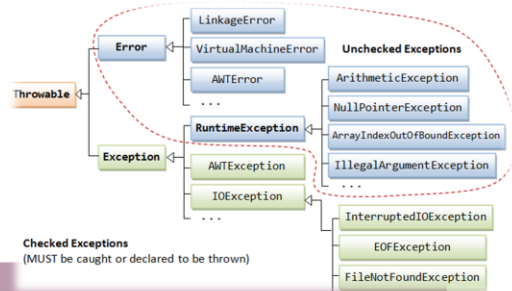 LinkageError
Error
VirtualMachineError
Unchecked Exceptions
AWTError
ArithmeticException
Throwable
...
NullPointerException
RuntimeException
ArrayIndexOutOfBoundException
Exception
AWTException
IllegalArgumentException
...
IOException
...
InterruptedIOException
Checked Exceptions
EOFException
(MUST be caught or declared to be thrown)
FileNotFoundException